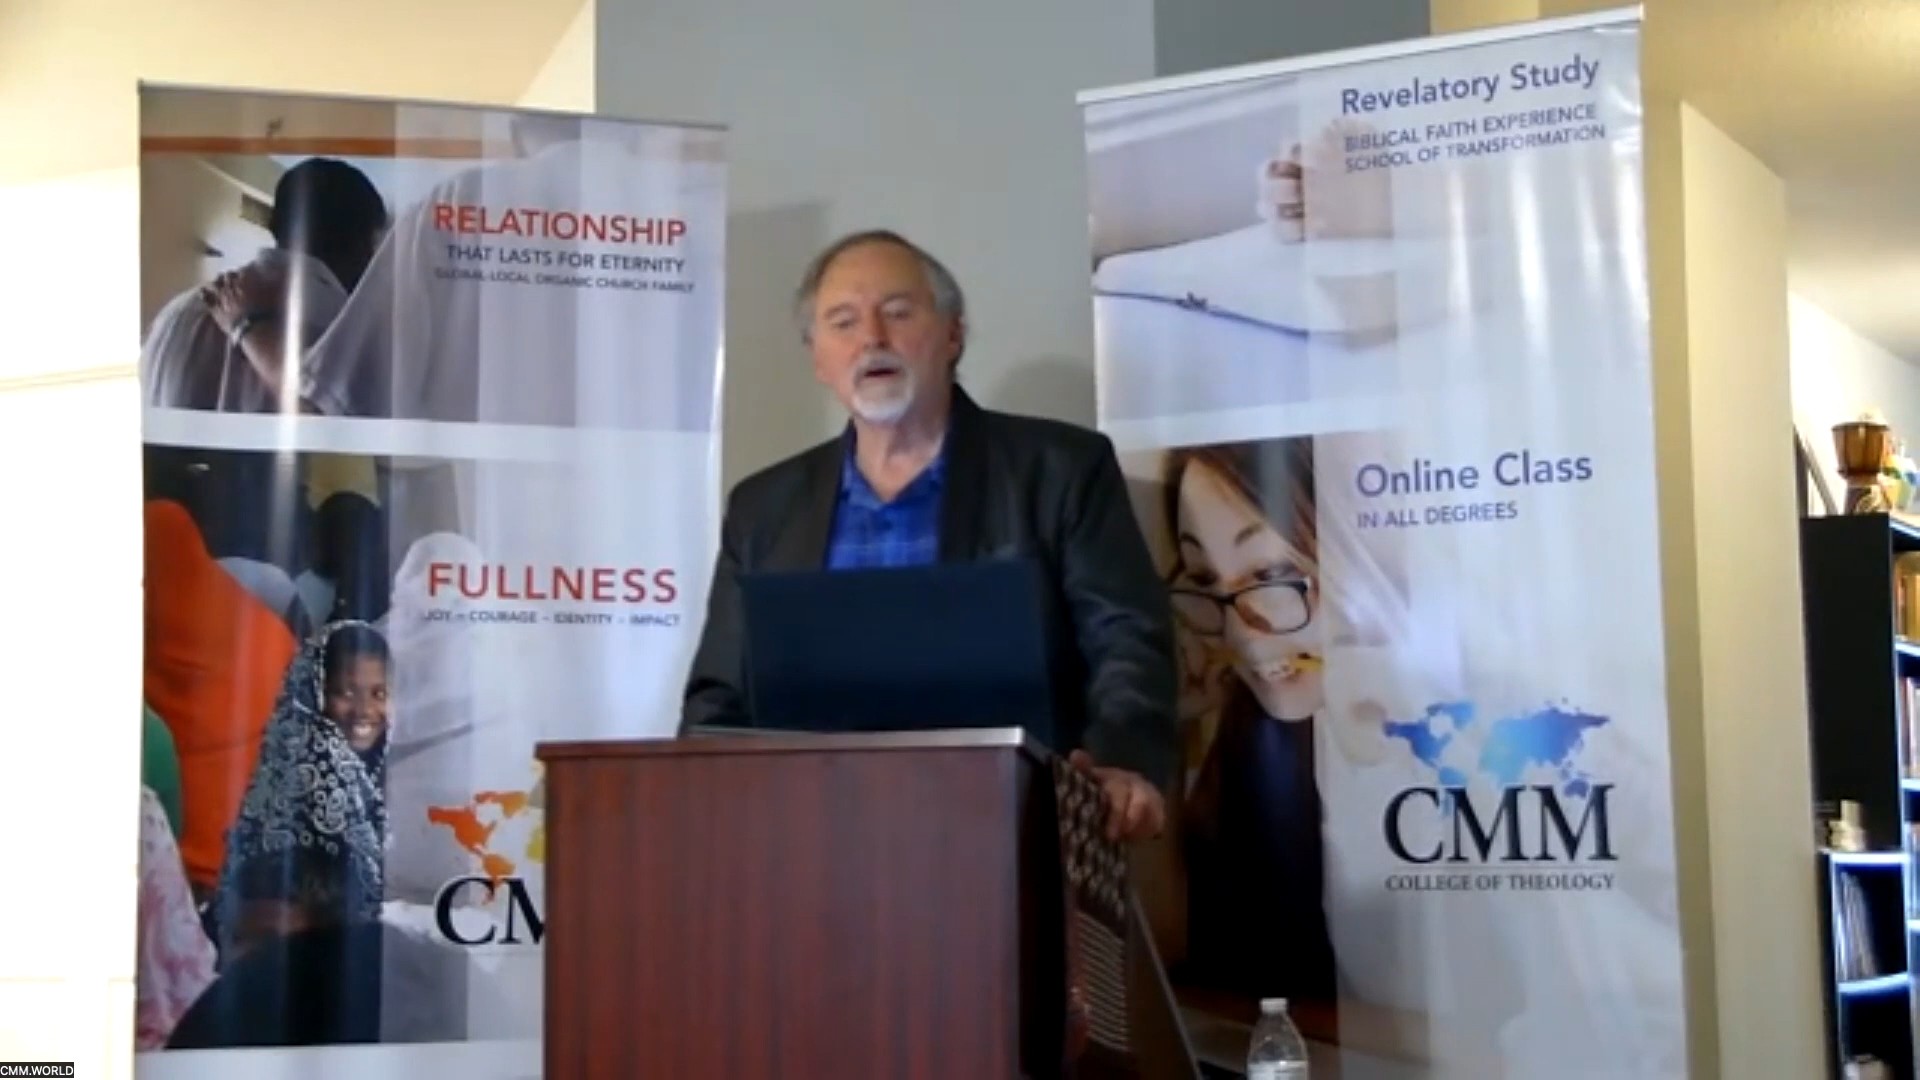 RELATIONSHIP
THAT LASTS FOR ETERNITY
GLOBAL-LOCAL ORGANIC CHURCH FAMILY
FULLNESS
JOY – COURAGE – IDENTITY – IMPACT
CM
Revelatory Study
BIBLICAL FAITH EXPERIENCE
SCHOOL OF TRANSFORMATION
Online Class
IN ALL DEGREES
CMM
COLLEGE OF THEOLOGY
CMM.WORLD